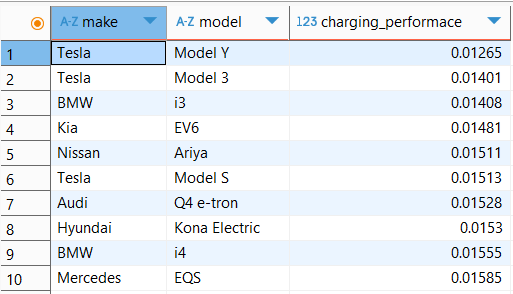 A-Z make A-Z model 123 charging_performace
1 Tesla Model Y 0.01265
2 Tesla Model 3 0.01401
3 BMW i3 0.01408
4 Kia EV6 0.01481
5 Nissan Ariya 0.01511
6 Tesla Model S 0.01513
7 Audi Q4 e-tron 0.01528
8 Hyundai Kona Electric 0.0153
9 BMW i4 0.01555
10 Mercedes EQS 0.01585